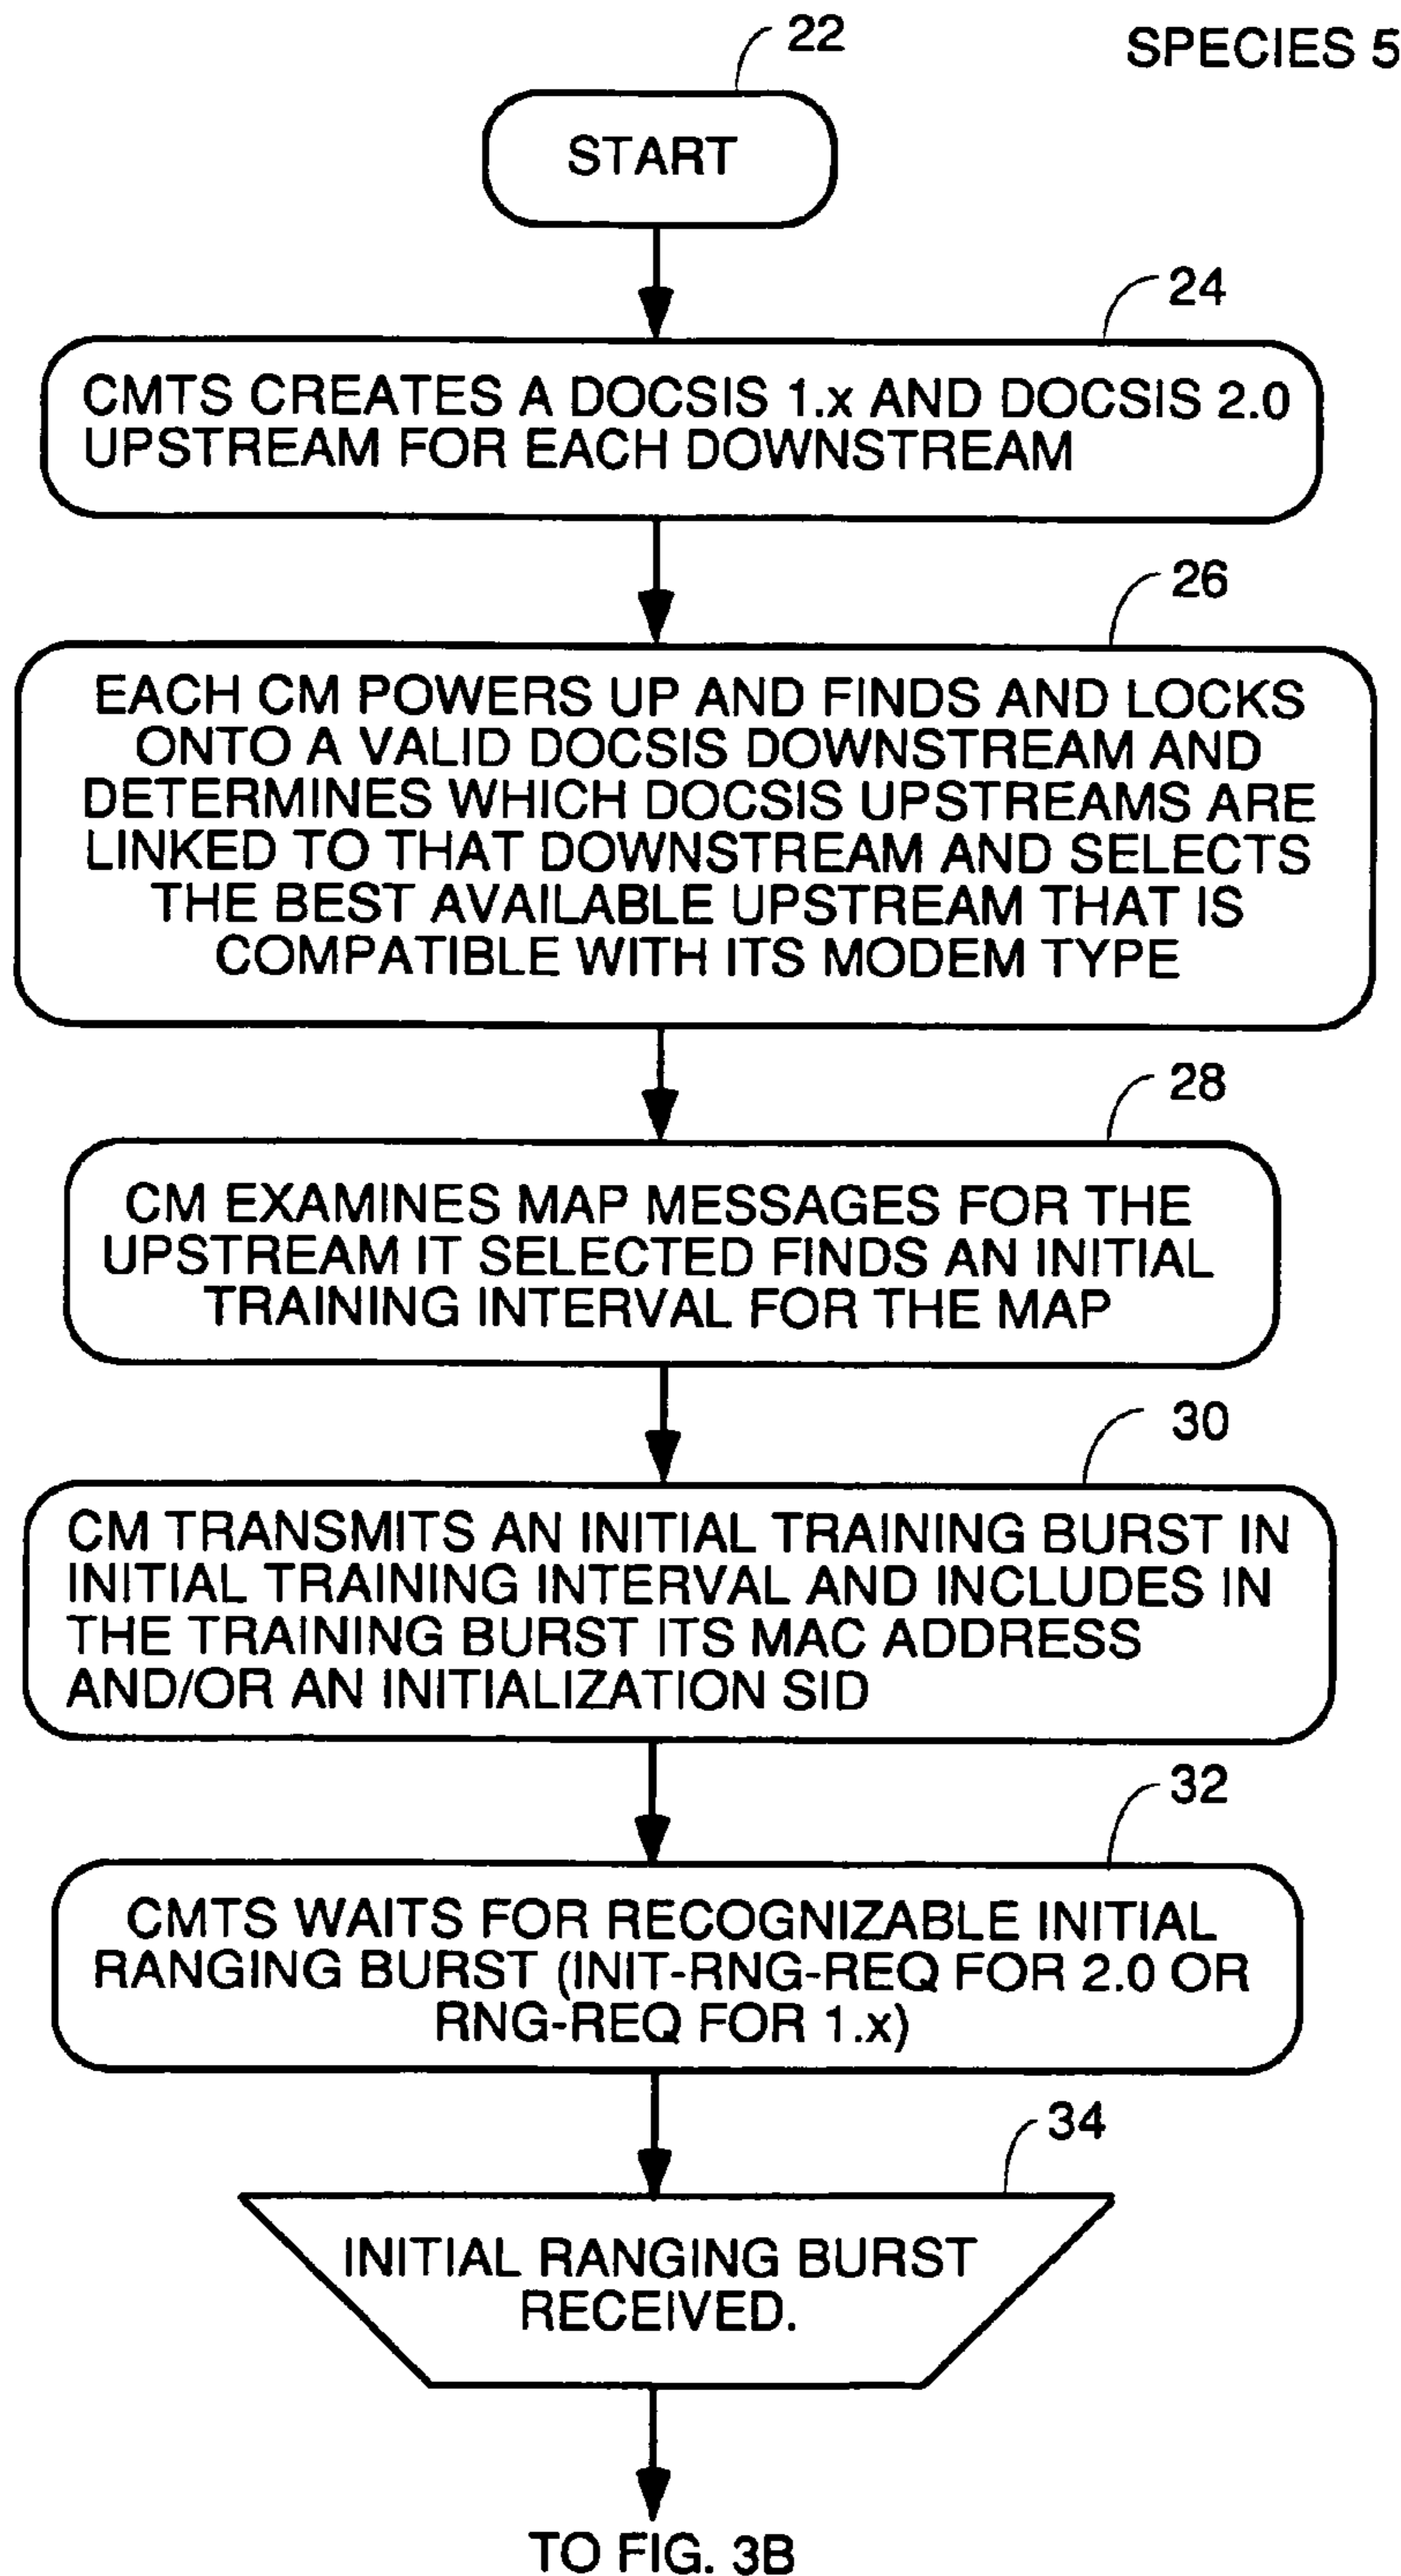 22
SPECIES 5
START
24
CMTS CREATES A DOCSIS 1.x AND DOCSIS 2.0
UPSTREAM FOR EACH DOWNSTREAM
26
EACH CM POWERS UP AND FINDS AND LOCKS
ONTO A VALID DOCSIS DOWNSTREAM AND
DETERMINES WHICH DOCSIS UPSTREAMS ARE
LINKED TO THAT DOWNSTREAM AND SELECTS
THE BEST AVAILABLE UPSTREAM THAT IS
COMPATIBLE WITH ITS MODEM TYPE
28
CM EXAMINES MAP MESSAGES FOR THE
UPSTREAM IT SELECTED FINDS AN INITIAL
TRAINING INTERVAL FOR THE MAP
30
CM TRANSMITS AN INITIAL TRAINING BURST IN
INITIAL TRAINING INTERVAL AND INCLUDES IN
THE TRAINING BURST ITS MAC ADDRESS
AND/OR AN INITIALIZATION SID
32
CMTS WAITS FOR RECOGNIZABLE INITIAL
RANGING BURST (INIT-RNG-REQ FOR 2.0 OR
RNG-REQ FOR 1.x)
34
INITIAL RANGING BURST
RECEIVED.
TO FIG. 3B